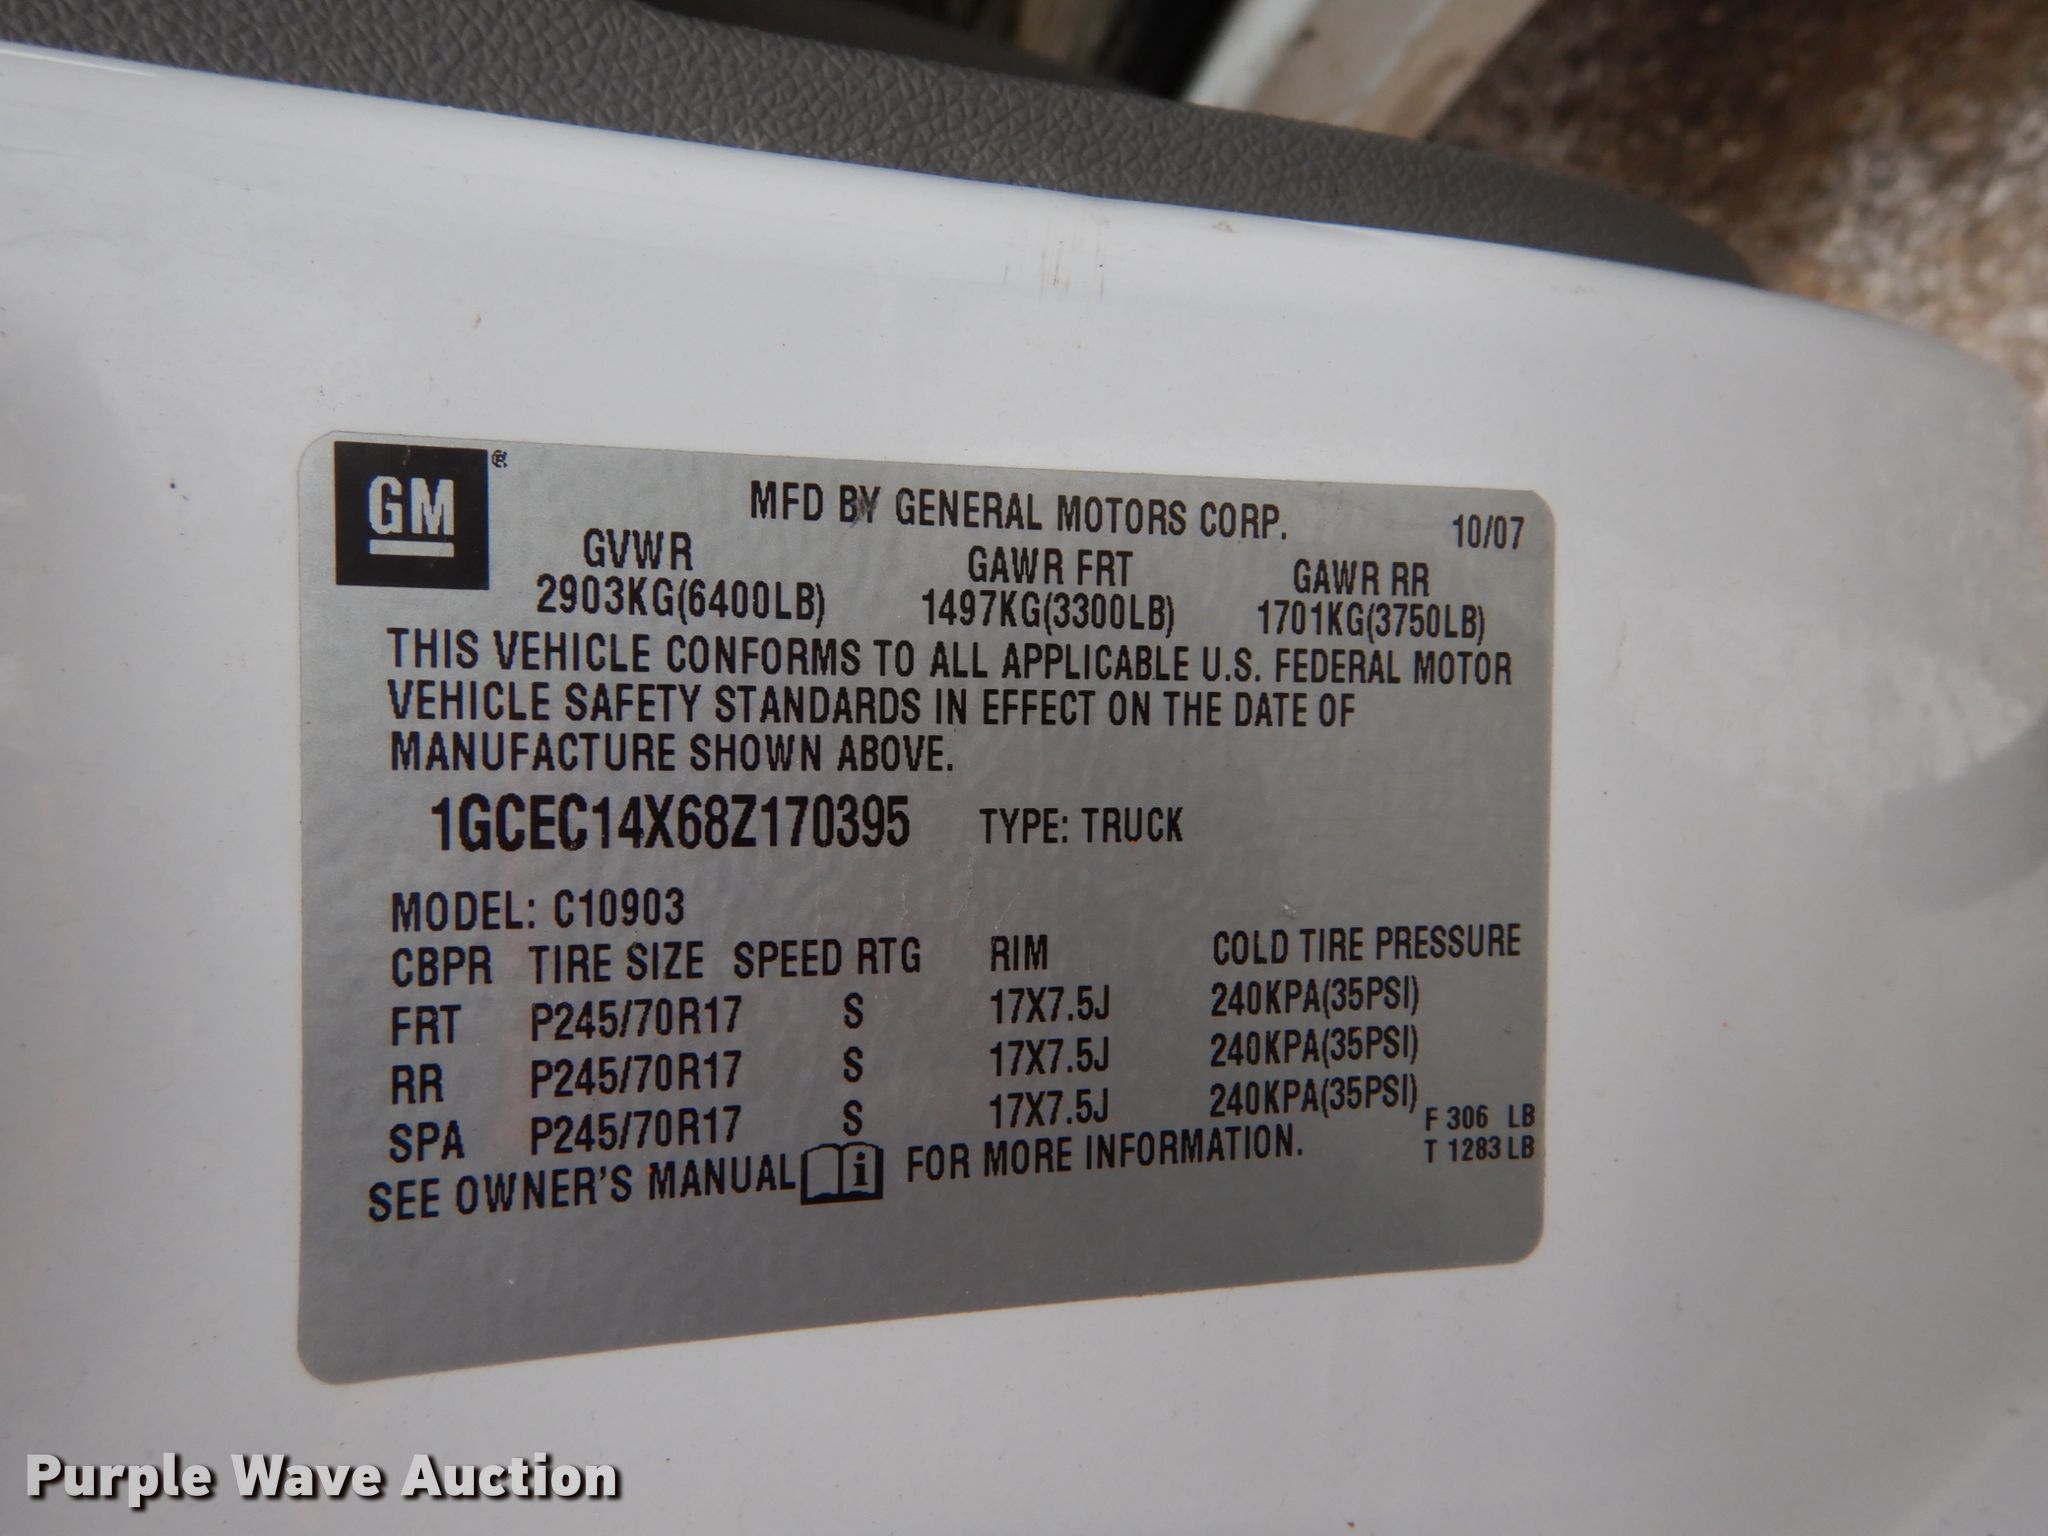 GM®
MFD BY GENERAL MOTORS CORP. 10/07
GVWR GAWR FRT GAWR RR
2903KG(6400LB) 1497KG(3300LB) 1701KG(3750LB)
THIS VEHICLE CONFORMS TO ALL APPLICABLE U.S. FEDERAL MOTOR
VEHICLE SAFETY STANDARDS IN EFFECT ON THE DATE OF
MANUFACTURE SHOWN ABOVE.
1GCEC14X68Z170395 TYPE: TRUCK
MODEL: C10903
CBPR TIRE SIZE SPEED RTG RIM COLD TIRE PRESSURE
FRT P245/70R17 S 17X7.5J 240KPA(35PSI)
RR P245/70R17 S 17X7.5J 240KPA(35PSI)
SPA P245/70R17 S 17X7.5J 240KPA(35PSI)
F 306 LB
T 1283 LB
SEE OWNER'S MANUAL i FOR MORE INFORMATION.
Purple Wave Auction